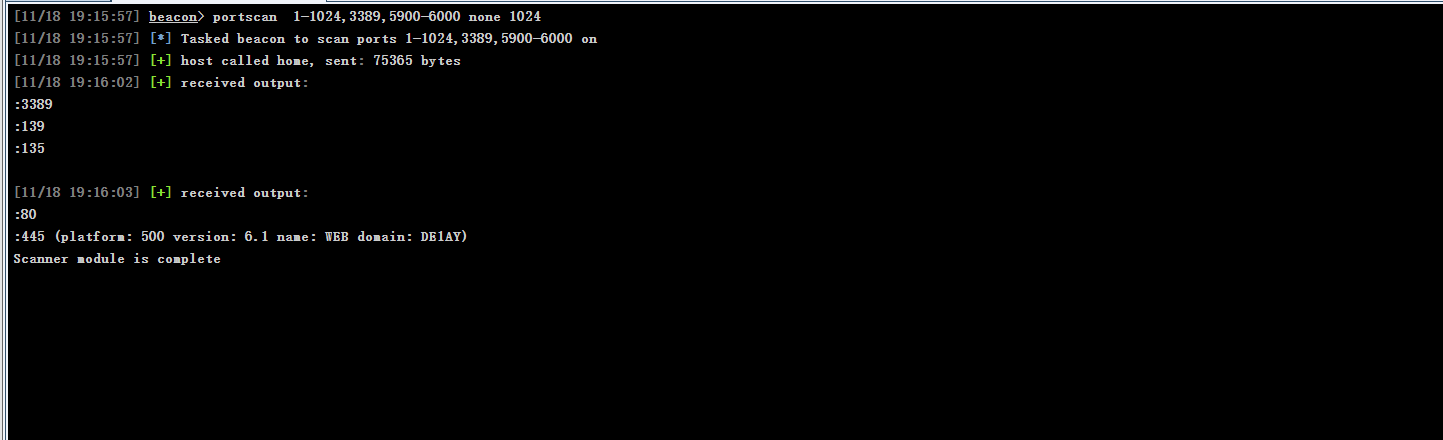 [11/18 19:15:57] beacon> portscan  1-1024,3389,5900-6000 none 1024
[11/18 19:15:57] [*] Tasked beacon to scan ports 1-1024,3389,5900-6000 on
[11/18 19:15:57] [+] host called home, sent: 75365 bytes
[11/18 19:16:02] [+] received output:
:3389
:139
:135
[11/18 19:16:03] [+] received output:
:80
:445 (platform: 500 version: 6.1 name: WEB domain: DE1AY)
Scanner module is complete